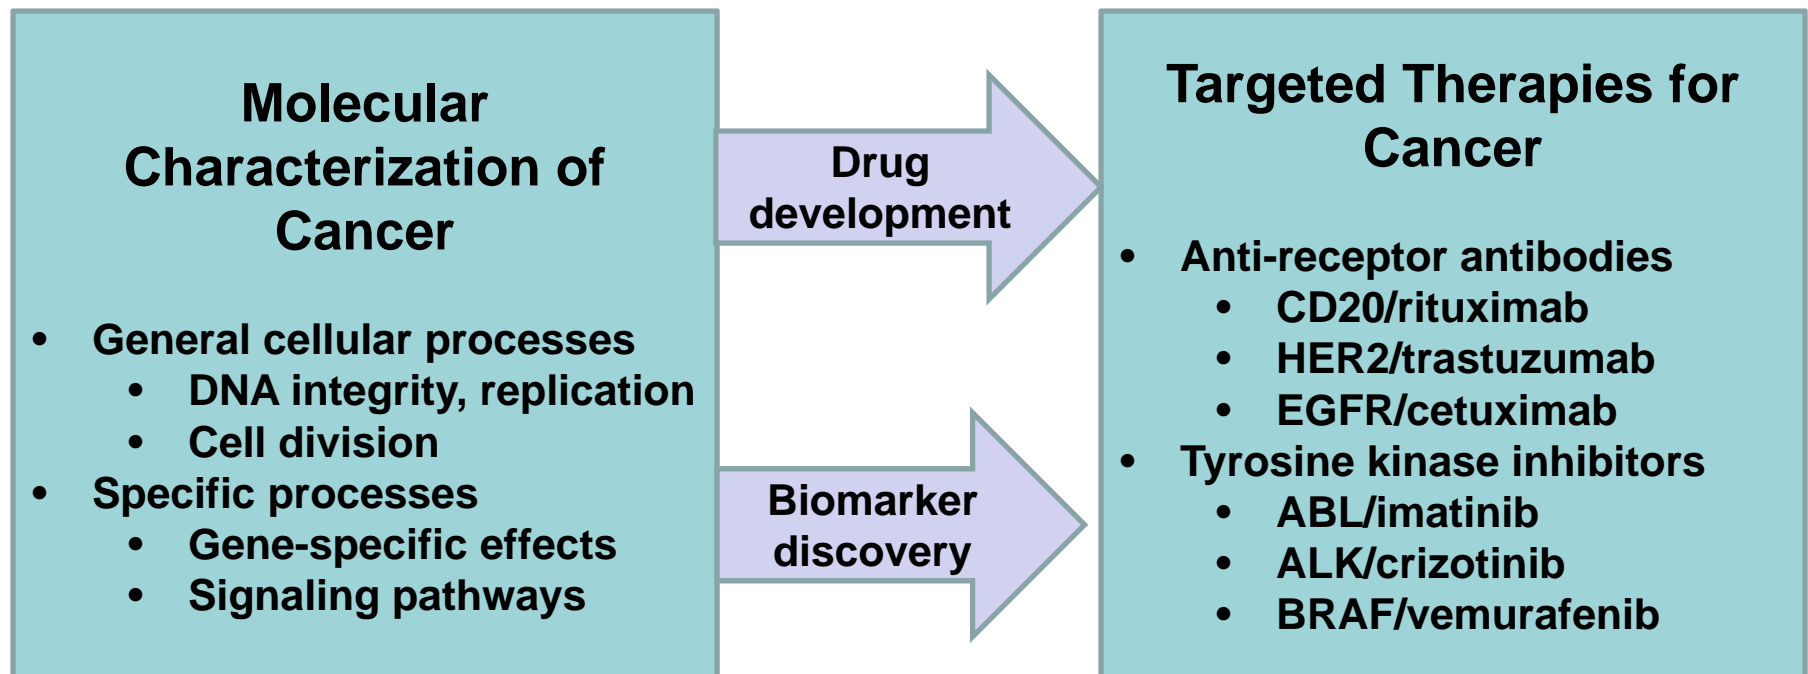 Molecular
Characterization of
Cancer
• General cellular processes
• DNA integrity, replication
• Cell division
• Specific processes
• Gene-specific effects
• Signaling pathways
Drug
development
Biomarker
discovery
Targeted Therapies for
Cancer
• Anti-receptor antibodies
• CD20/rituximab
• HER2/trastuzumab
• EGFR/cetuximab
• Tyrosine kinase inhibitors
• ABL/imatinib
• ALK/crizotinib
• BRAF/vemurafenib